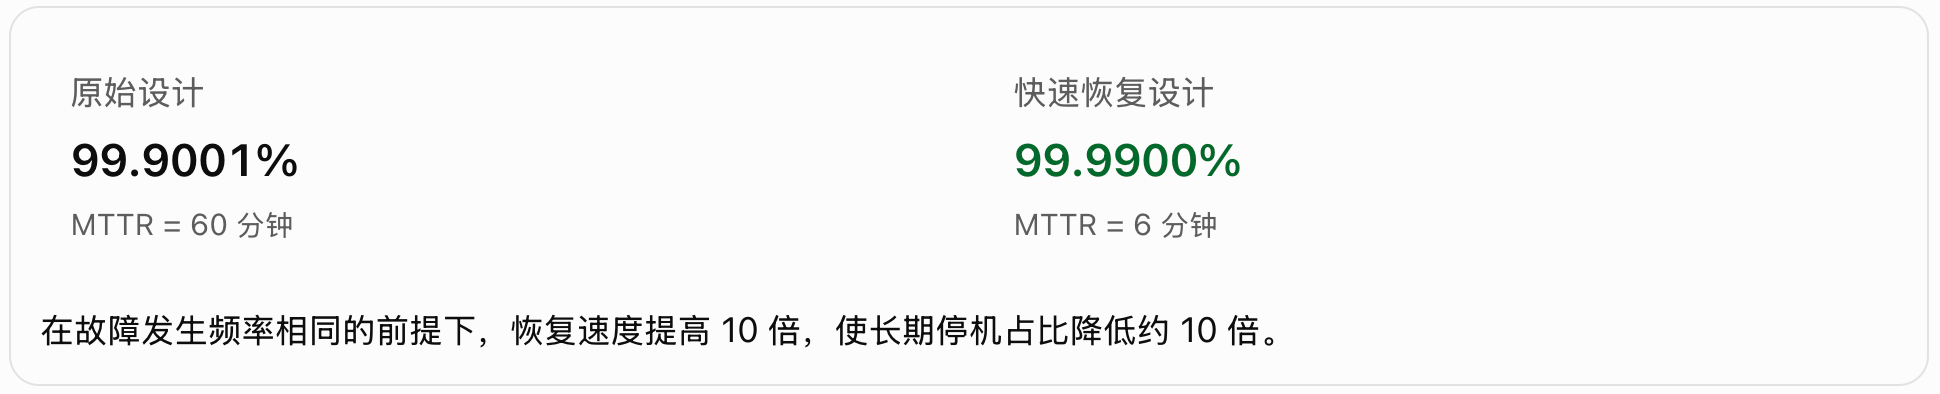 原始设计
快速恢复设计
99.9001%
99.9900%
MTTR = 60 分钟
MTTR = 6 分钟
在故障发生频率相同的前提下，恢复速度提高 10 倍，使长期停机占比降低约 10 倍。